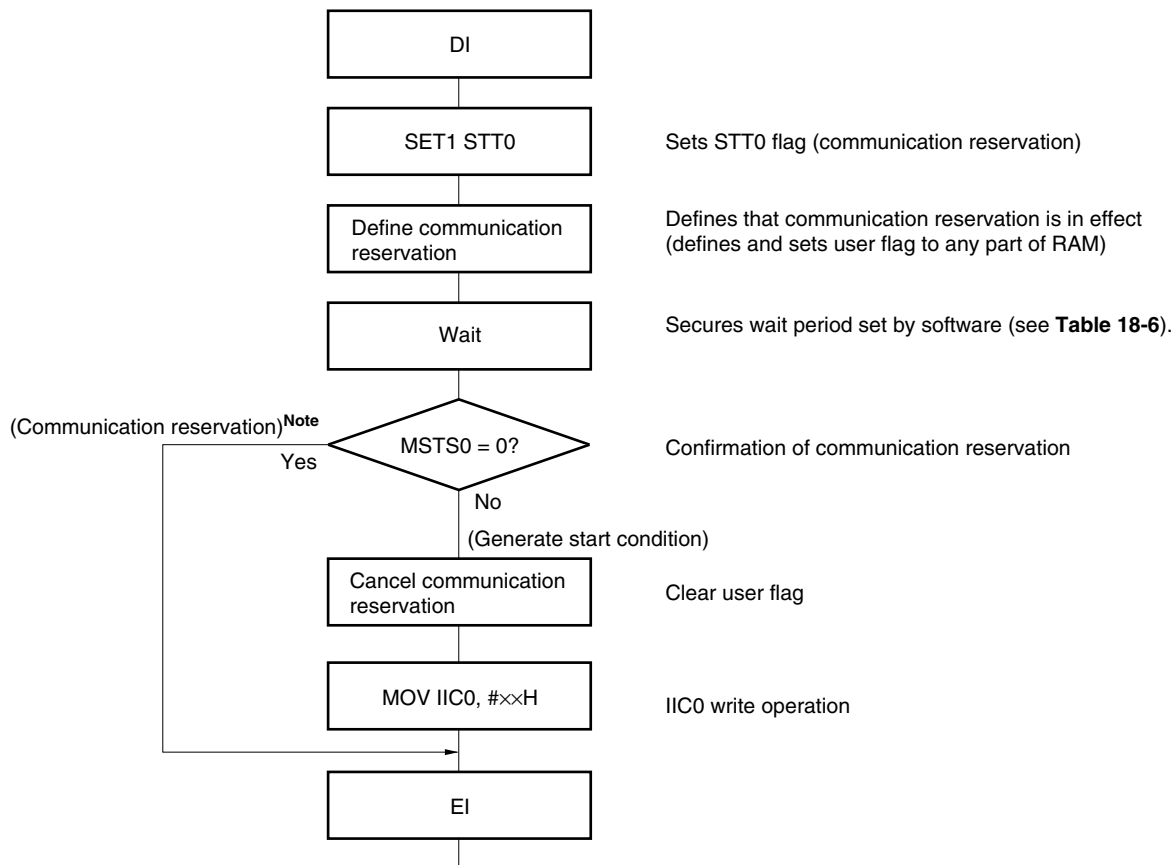 DI
SET1 STT0
Sets STT0 flag (communication reservation)
Define communication
reservation
Defines that communication reservation is in effect
(defines and sets user flag to any part of RAM)
Wait
Secures wait period set by software (see Table 18-6).
(Communication reservation)Note
Yes
MSTS0 = 0?
Confirmation of communication reservation
No
(Generate start condition)
Cancel communication
reservation
Clear user flag
MOV IIC0, #××H
IIC0 write operation
EI